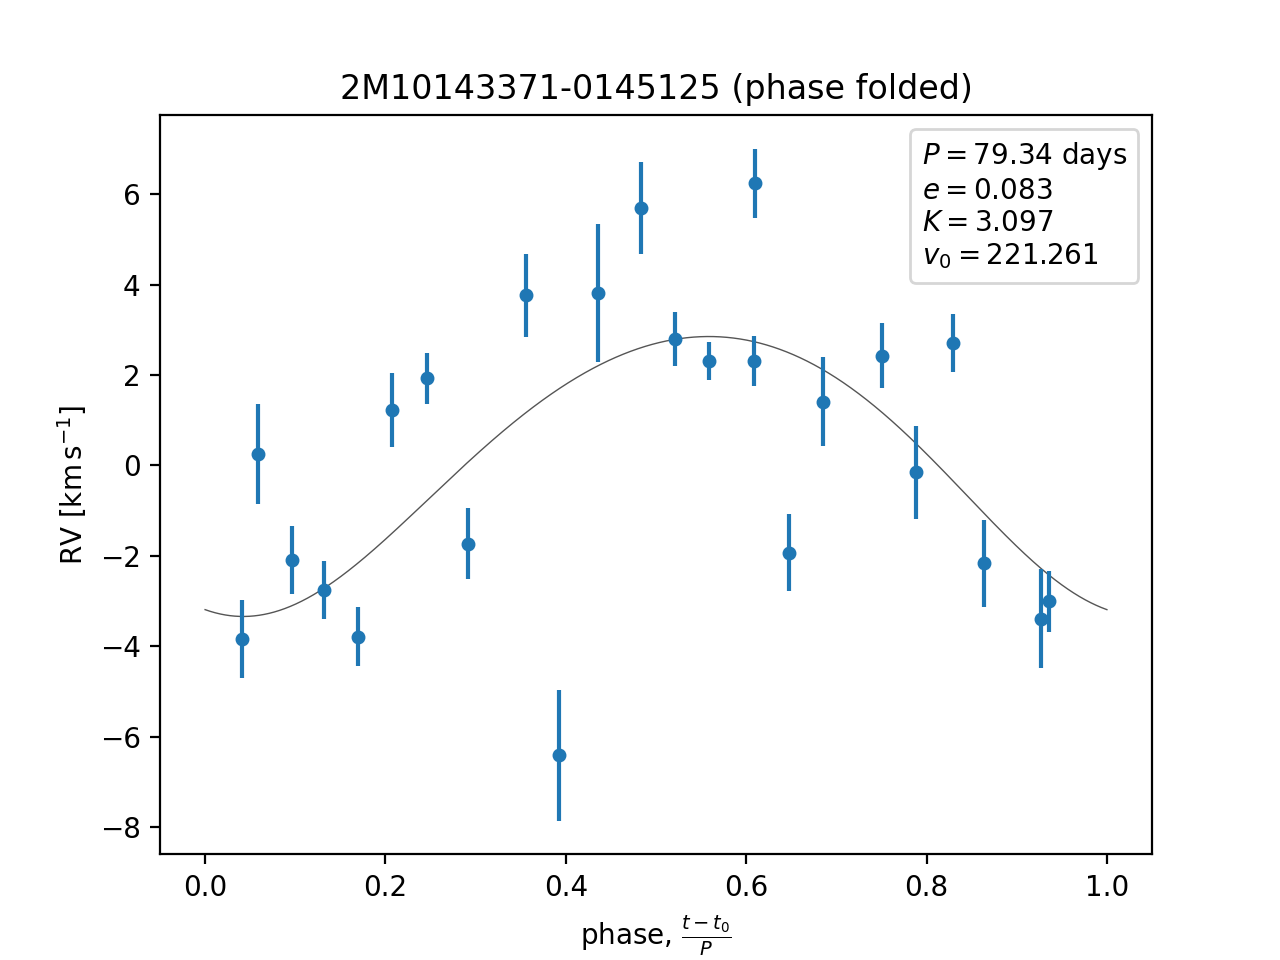 2M10143371-0145125 (phase folded)
P = 79.34 days
e = 0.083
K = 3.097
v₀ = 221.261
RV [km s⁻¹]
6
4
2
0
−2
−4
−6
−8
0.0 0.2 0.4 0.6 0.8 1.0
phase, (t − t₀)/P